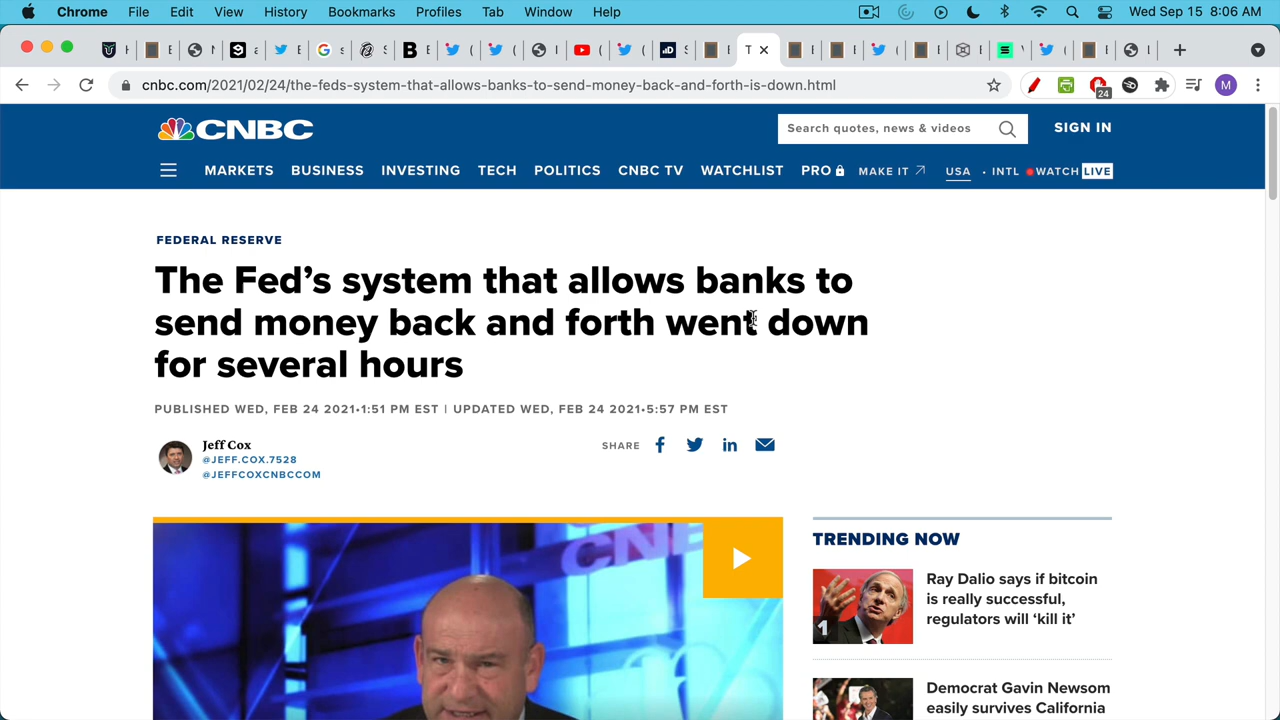 Chrome File Edit View History Bookmarks Profiles Tab Window Help Wed Sep 15 8:06 AM
T
cnbc.com/2021/02/24/the-feds-system-that-allows-banks-to-send-money-back-and-forth-is-down.html
24
M
CNBC
Search quotes, news & videos
SIGN IN
MARKETS BUSINESS INVESTING TECH POLITICS CNBC TV WATCHLIST PRO MAKE IT USA • INTL WATCH LIVE
FEDERAL RESERVE
The Fed’s system that allows banks to
send money back and forth went down
for several hours
PUBLISHED WED, FEB 24 2021•1:51 PM EST | UPDATED WED, FEB 24 2021•5:57 PM EST
Jeff Cox
@JEFF.COX.7528
@JEFFCOXCNBCCOM
SHARE
TRENDING NOW
1
Ray Dalio says if bitcoin
is really successful,
regulators will ‘kill it’
Democrat Gavin Newsom
easily survives California